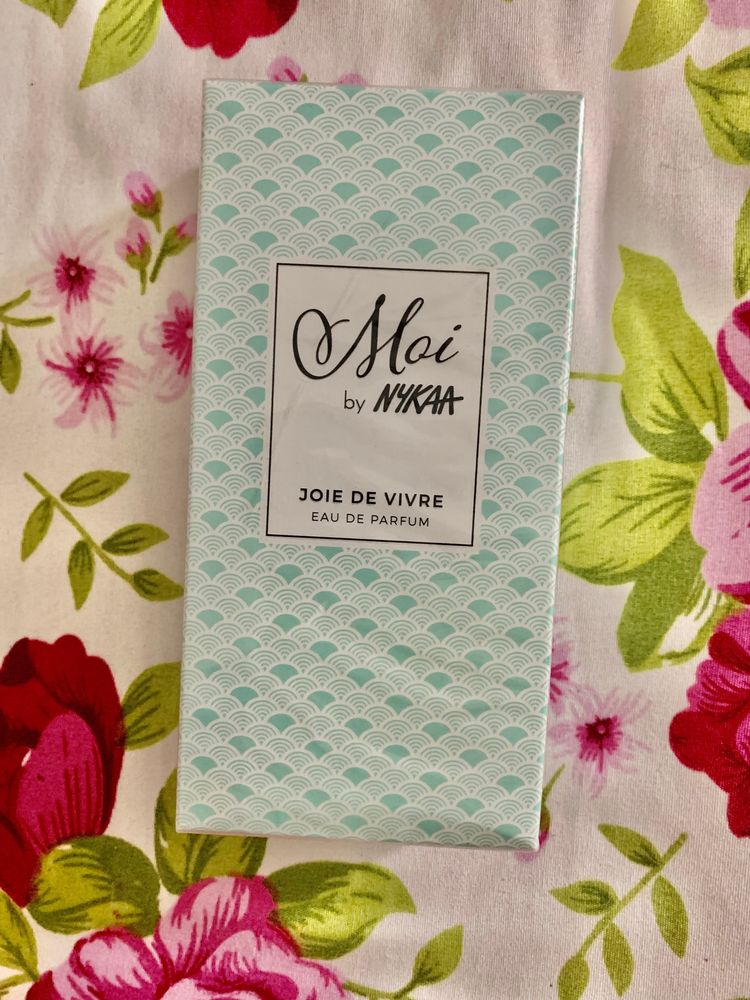 Moi
by NYKAA
JOIE DE VIVRE
EAU DE PARFUM